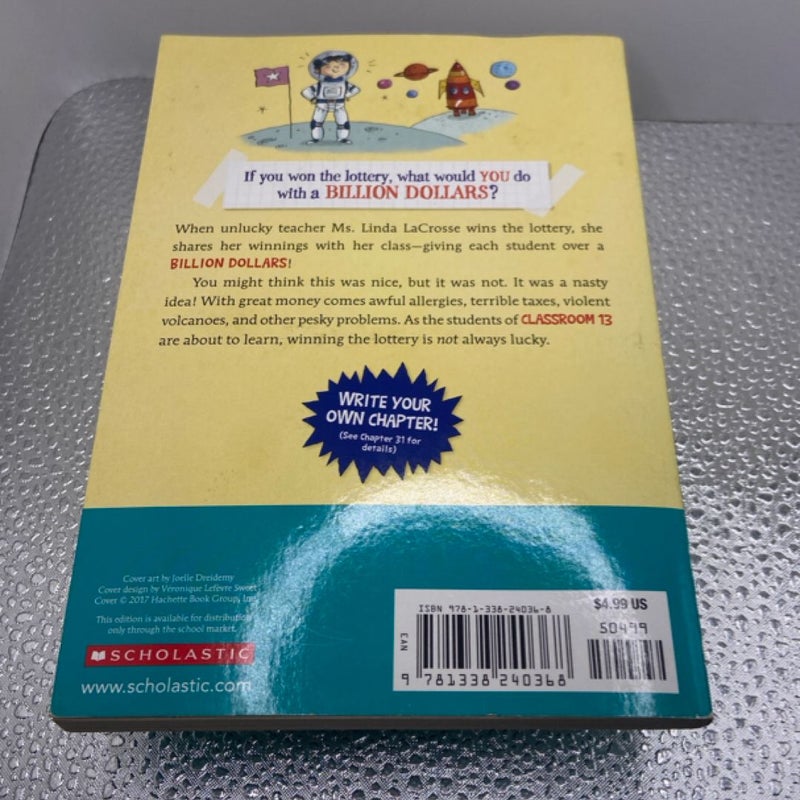 If you won the lottery, what would YOU do
with a BILLION DOLLARS?
When unlucky teacher Ms. Linda LaCrosse wins the lottery, she
shares her winnings with her class—giving each student over a
BILLION DOLLARS!
You might think this was nice, but it was not. It was a nasty
idea! With great money comes awful allergies, terrible taxes, violent
volcanoes, and other pesky problems. As the students of CLASSROOM 13
are about to learn, winning the lottery is not always lucky.
WRITE YOUR
OWN CHAPTER!
(See Chapter 31 for
details)
Cover art by Joelle Dreidemy
Cover design by Véronique Lefèvre Sweet
Cover © 2017 Hachette Book Group, Inc.
This edition is available for distribution
only through the school market.
SCHOLASTIC
www.scholastic.com
ISBN 978-1-338-24036-8
$4.99 US
50499
EAN
9 781338 240368